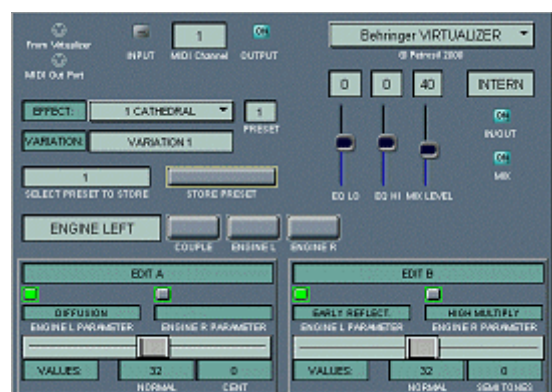 From Virtualizer
MIDI Out Port
INPUT
1
MIDI Channel
ON
OUTPUT
Behringer VIRTUALIZER
@ Petrosil 2000
0
0
40
INTERN
EFFECT:
1 CATHEDRAL
1
PRESET
VARIATION:
VARIATION 1
ON
IN/OUT
ON
MIX
1
SELECT PRESET TO STORE
STORE PRESET
EQ LO
EQ HI
MIX LEVEL
ENGINE LEFT
COUPLE
ENGINE L
ENGINE R
EDIT A
DIFFUSION
ENGINE L PARAMETER
ENGINE R PARAMETER
VALUES:
32
0
NORMAL
CENT
EDIT B
EARLY REFLECT.
HIGH MULTIPLY
ENGINE L PARAMETER
ENGINE R PARAMETER
VALUES:
32
0
NORMAL
SEMITONES